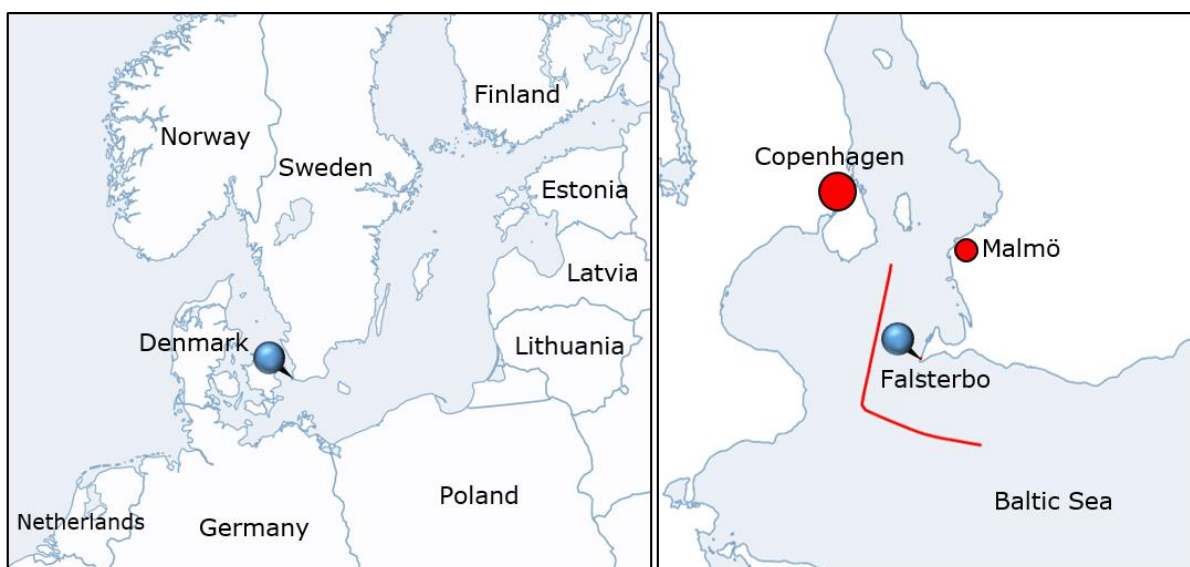 Finland
Norway
Sweden
Estonia
Latvia
Denmark
Lithuania
Poland
Netherlands
Germany
Copenhagen
Malmö
Falsterbo
Baltic Sea